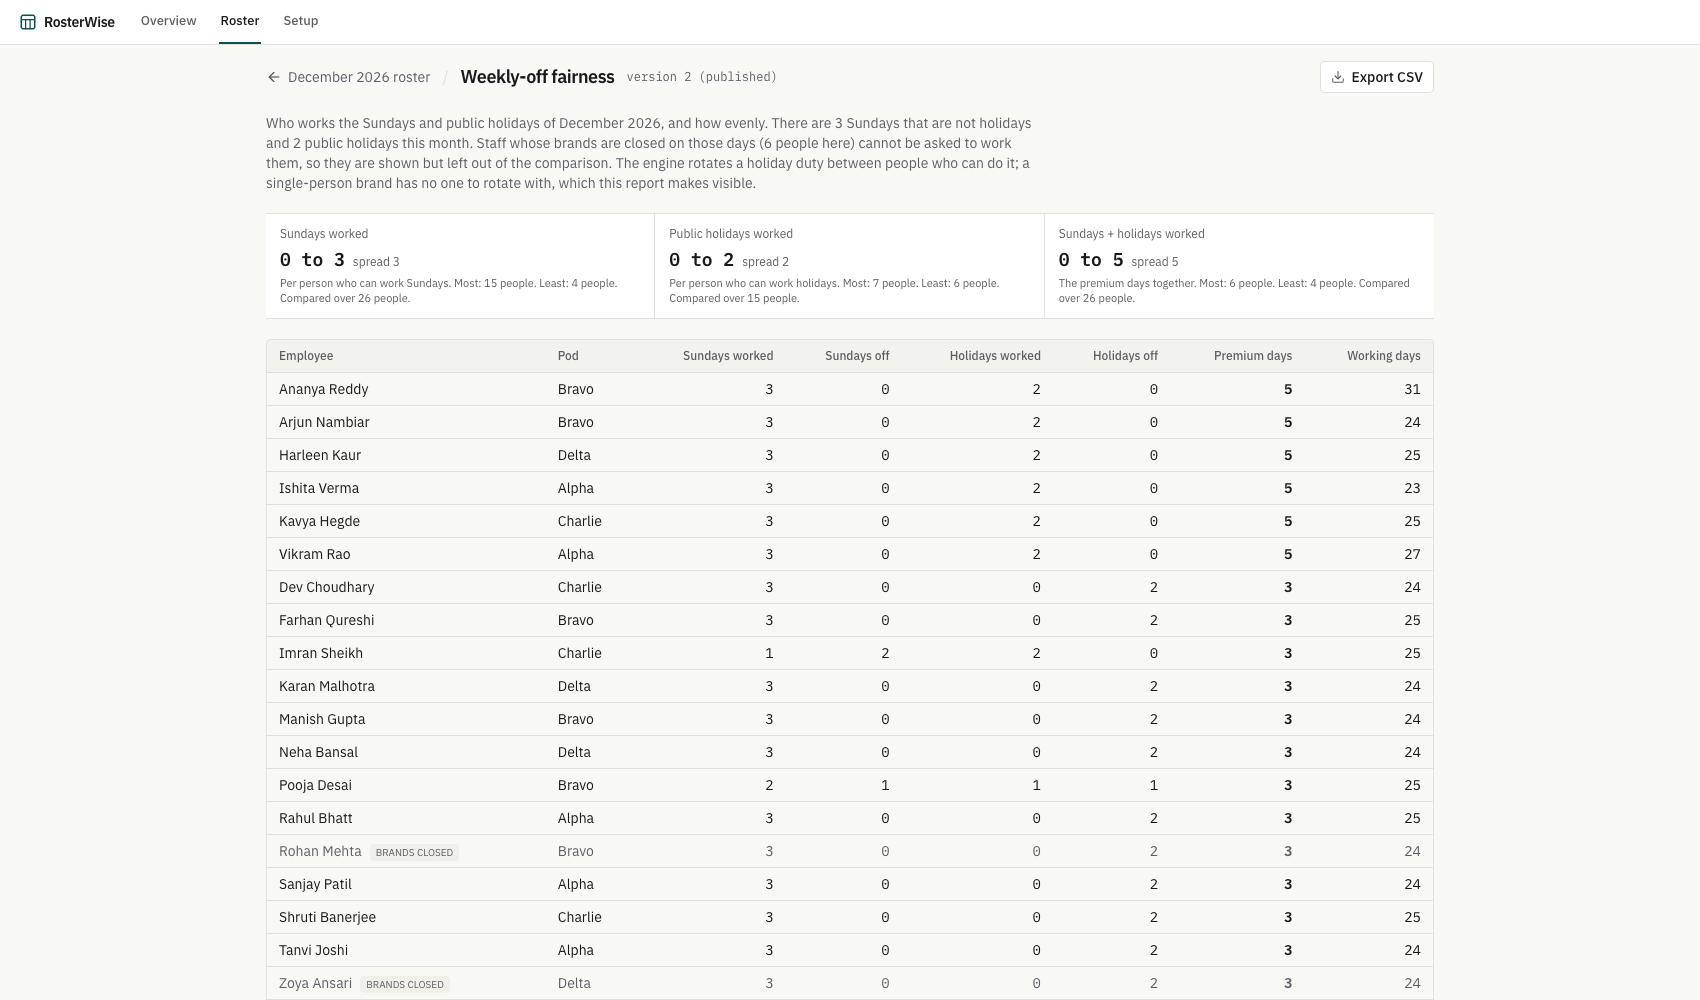 RosterWise Overview Roster Setup
December 2026 roster / Weekly-off fairness version 2 (published) Export CSV
Who works the Sundays and public holidays of December 2026, and how evenly. There are 3 Sundays that are not holidays
and 2 public holidays this month. Staff whose brands are closed on those days (6 people here) cannot be asked to work
them, so they are shown but left out of the comparison. The engine rotates a holiday duty between people who can do it; a
single-person brand has no one to rotate with, which this report makes visible.
Sundays worked
0 to 3 spread 3
Per person who can work Sundays. Most: 15 people. Least: 4 people.
Compared over 26 people.
Public holidays worked
0 to 2 spread 2
Per person who can work holidays. Most: 7 people. Least: 6 people.
Compared over 15 people.
Sundays + holidays worked
0 to 5 spread 5
The premium days together. Most: 6 people. Least: 4 people. Compared
over 26 people.
Employee Pod Sundays worked Sundays off Holidays worked Holidays off Premium days Working days
Ananya Reddy Bravo 3 0 2 0 5 31
Arjun Nambiar Bravo 3 0 2 0 5 24
Harleen Kaur Delta 3 0 2 0 5 25
Ishita Verma Alpha 3 0 2 0 5 23
Kavya Hegde Charlie 3 0 2 0 5 25
Vikram Rao Alpha 3 0 2 0 5 27
Dev Choudhary Charlie 3 0 0 2 3 24
Farhan Qureshi Bravo 3 0 0 2 3 25
Imran Sheikh Charlie 1 2 2 0 3 25
Karan Malhotra Delta 3 0 0 2 3 24
Manish Gupta Bravo 3 0 0 2 3 24
Neha Bansal Delta 3 0 0 2 3 24
Pooja Desai Bravo 2 1 1 1 3 25
Rahul Bhatt Alpha 3 0 0 2 3 25
Rohan Mehta BRANDS CLOSED Bravo 3 0 0 2 3 24
Sanjay Patil Alpha 3 0 0 2 3 24
Shruti Banerjee Charlie 3 0 0 2 3 25
Tanvi Joshi Alpha 3 0 0 2 3 24
Zoya Ansari BRANDS CLOSED Delta 3 0 0 2 3 24